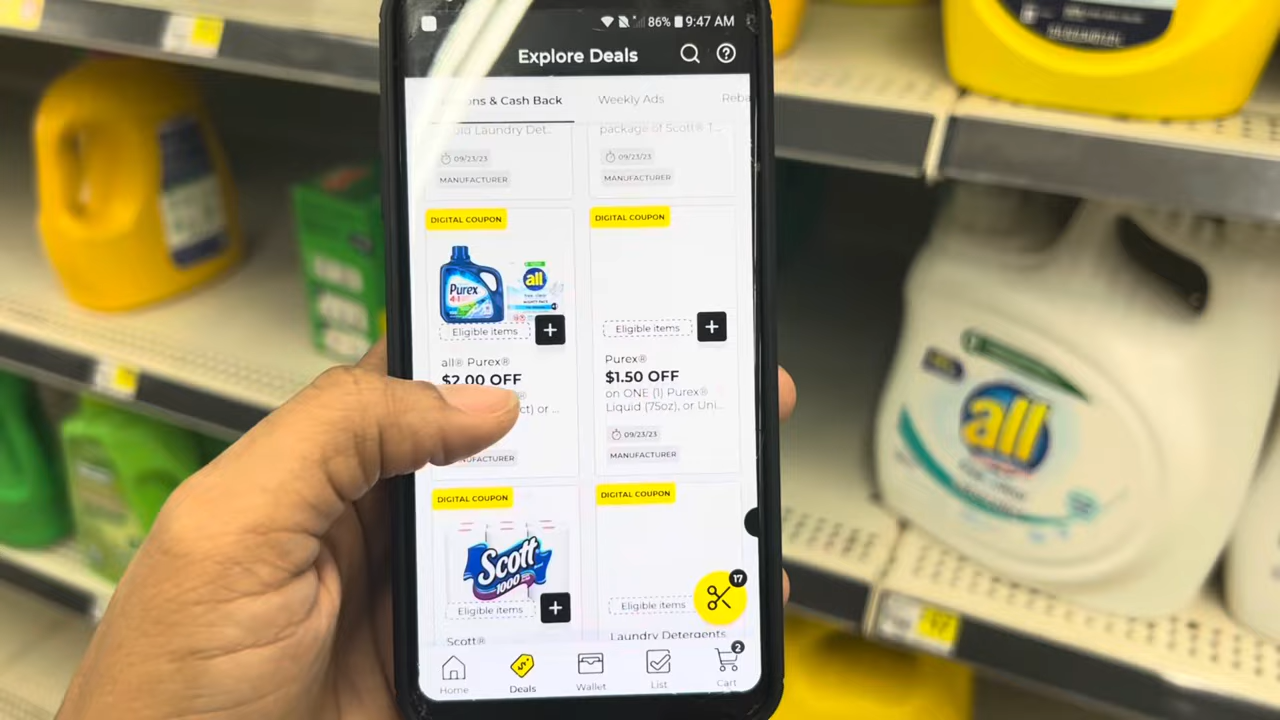 86% 9:47 AM
Explore Deals
ons & Cash Back Weekly Ads Reba
old Laundry Det... package of Scott® 1...
09/23/23 09/23/23
MANUFACTURER MANUFACTURER
DIGITAL COUPON DIGITAL COUPON
Purex
4in1
all
Eligible items + Eligible items +
all® Purex® Purex®
$2.00 OFF $1.50 OFF
on ONE (1) Purex®
ct) or ... Liquid (75oz), or Uni...
09/23/23
MANUFACTURER MANUFACTURER
DIGITAL COUPON DIGITAL COUPON
Scott
1000
17
Eligible items + Eligible items
Scott® Laundry Detergents
2
Home Deals Wallet List Cart
all